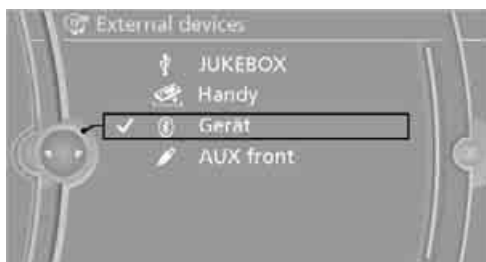 External devices
JUKEBOX
Handy
Gerät
AUX front